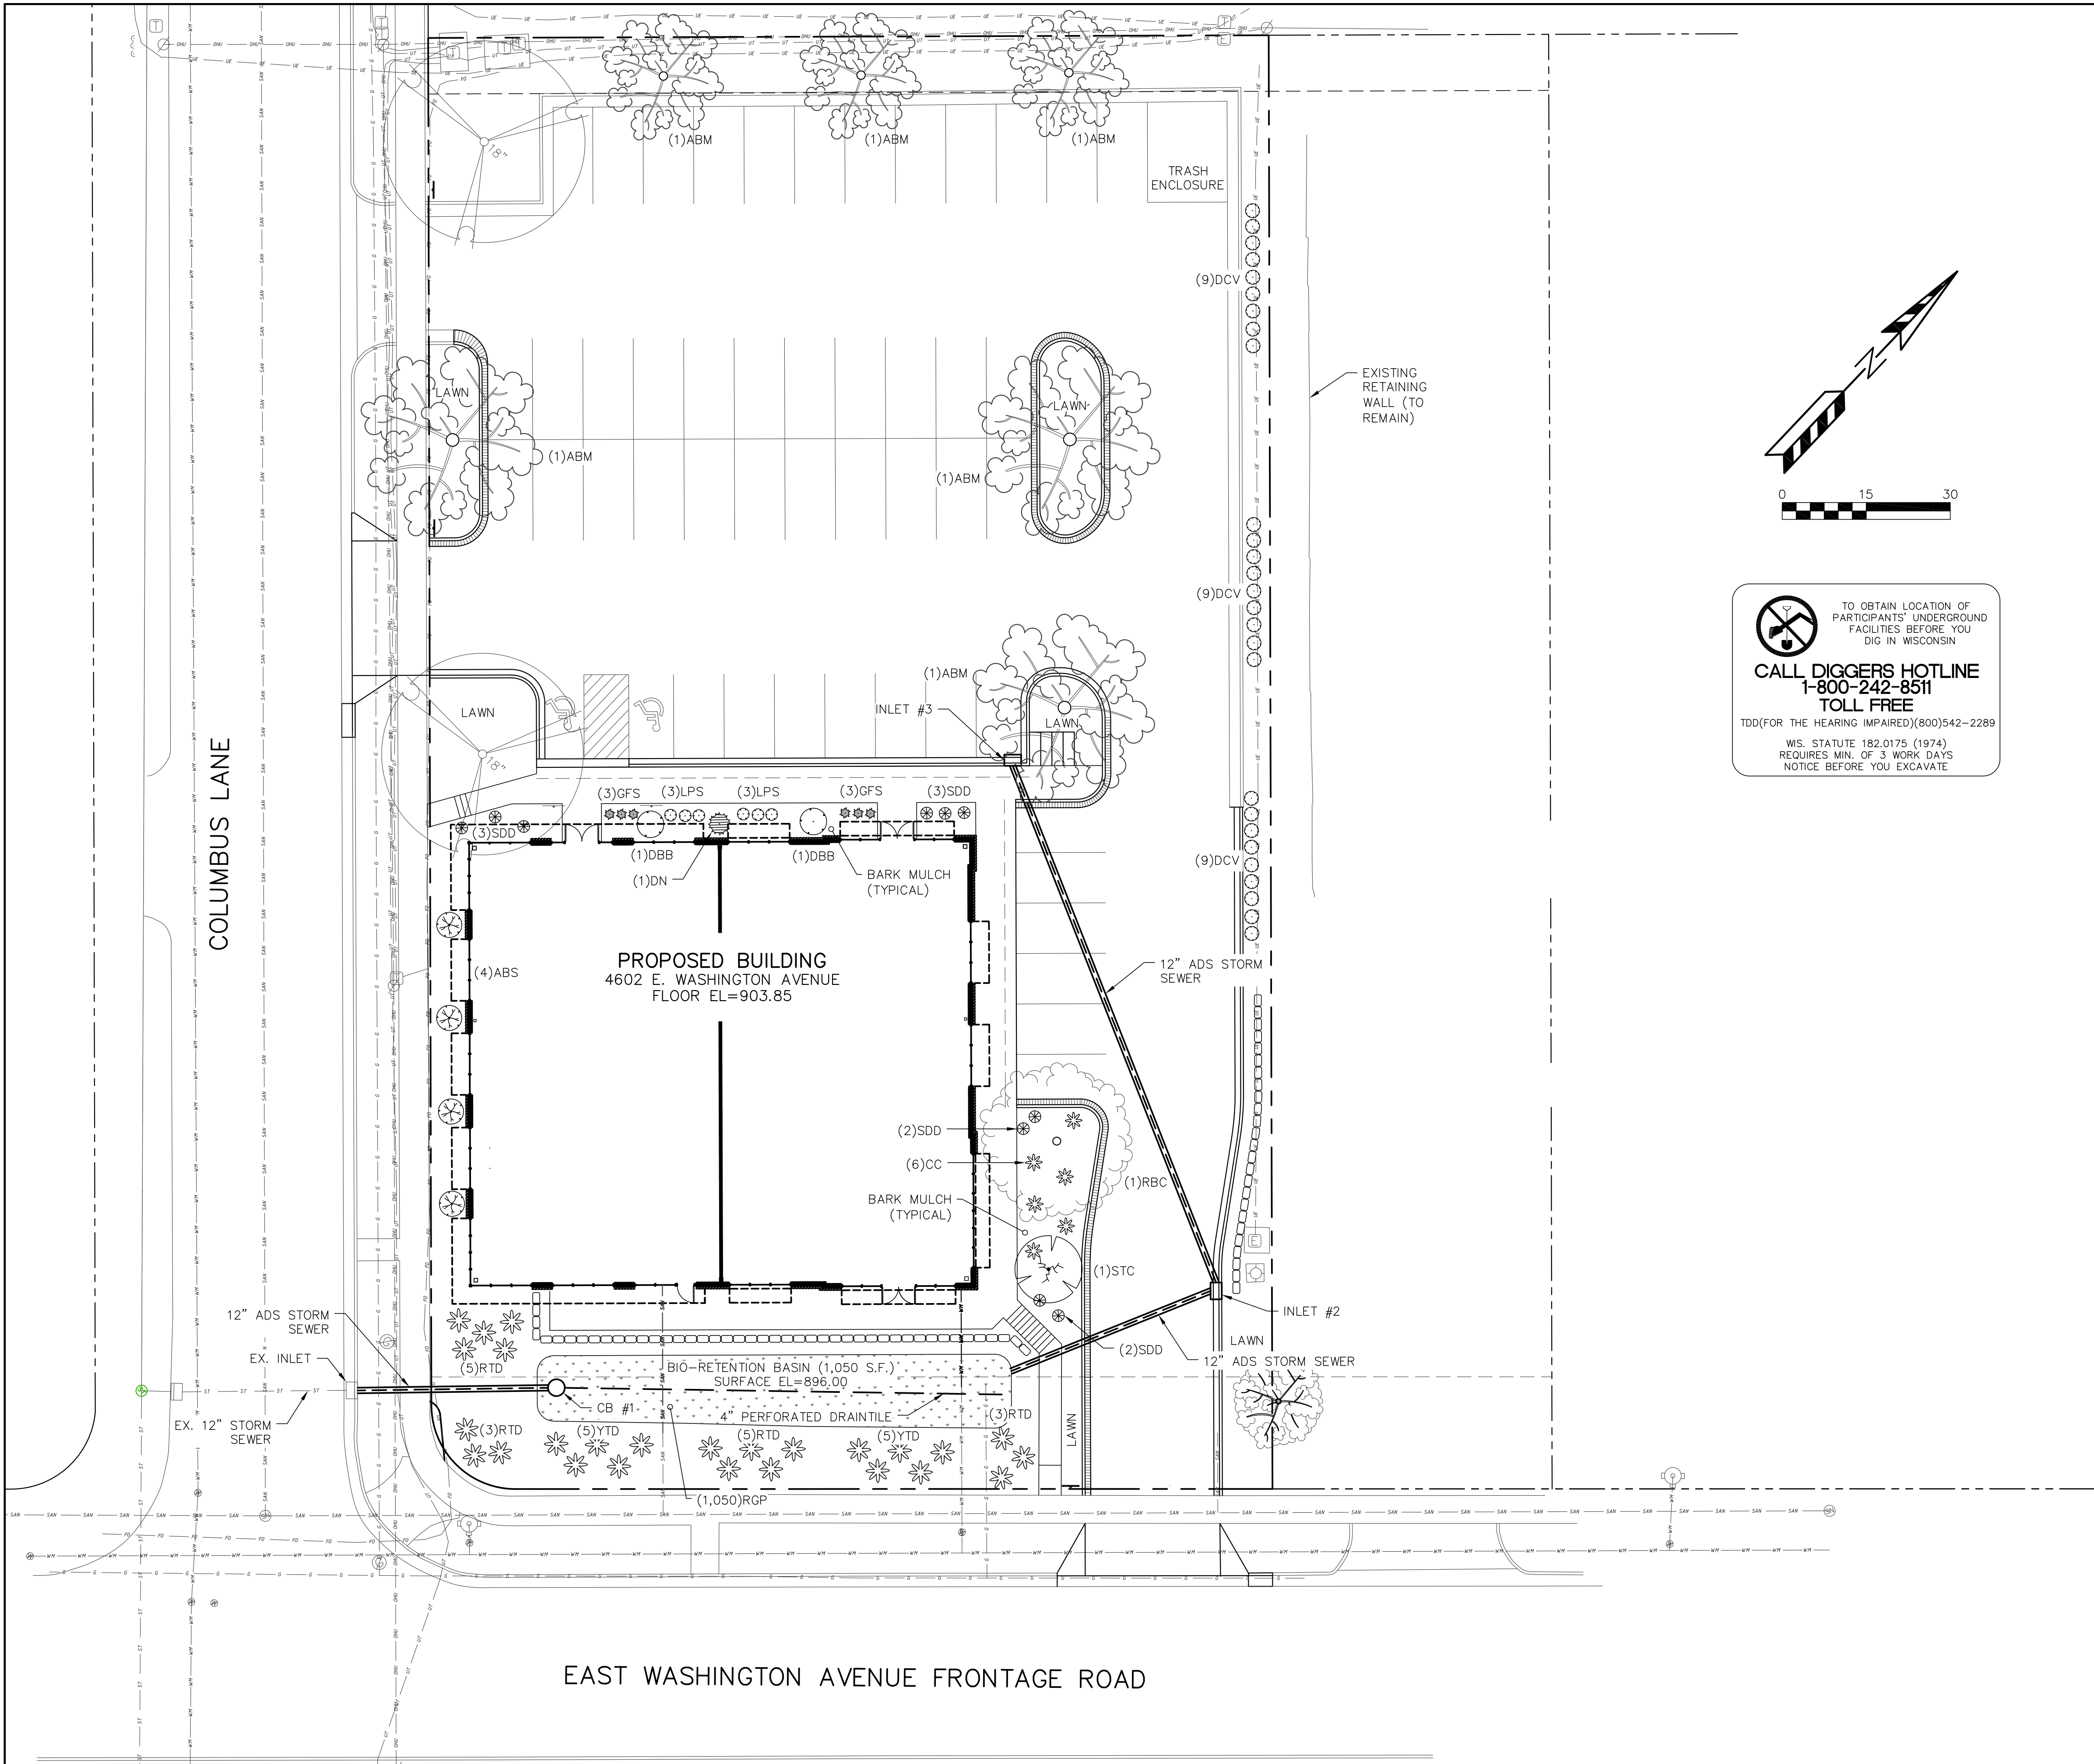 (1)ABM
(1)ABM
(1)ABM
18"
TRASH
ENCLOSURE
(9)DCV
EXISTING
RETAINING
WALL (TO
REMAIN)
LAWN
LAWN
(1)ABM
(1)ABM
N
0 15 30
(9)DCV
TO OBTAIN LOCATION OF
PARTICIPANTS' UNDERGROUND
FACILITIES BEFORE YOU
DIG IN WISCONSIN
CALL DIGGERS HOTLINE
1-800-242-8511
TOLL FREE
TDD(FOR THE HEARING IMPAIRED)(800)542-2289
WIS. STATUTE 182.0175 (1974)
REQUIRES MIN. OF 3 WORK DAYS
NOTICE BEFORE YOU EXCAVATE
(1)ABM
INLET #3
LAWN
LAWN
18"
COLUMBUS LANE
(3)GFS
(3)LPS
(3)LPS
(3)GFS
(3)SDD
(3)SDD
(1)DBB
(1)DBB
(1)DN
BARK MULCH
(TYPICAL)
(9)DCV
PROPOSED BUILDING
4602 E. WASHINGTON AVENUE
FLOOR EL=903.85
(4)ABS
12" ADS STORM
SEWER
(2)SDD
(6)CC
(1)RBC
BARK MULCH
(TYPICAL)
(1)STC
E
INLET #2
12" ADS STORM
SEWER
EX. INLET
(5)RTD
LAWN
(2)SDD
12" ADS STORM SEWER
BIO-RETENTION BASIN (1,050 S.F.)
SURFACE EL=896.00
CB #1
4" PERFORATED DRAINTILE
EX. 12" STORM
SEWER
(3)RTD
(5)YTD
(5)RTD
(5)YTD
(3)RTD
LAWN
(1,050)RGP
EAST WASHINGTON AVENUE FRONTAGE ROAD